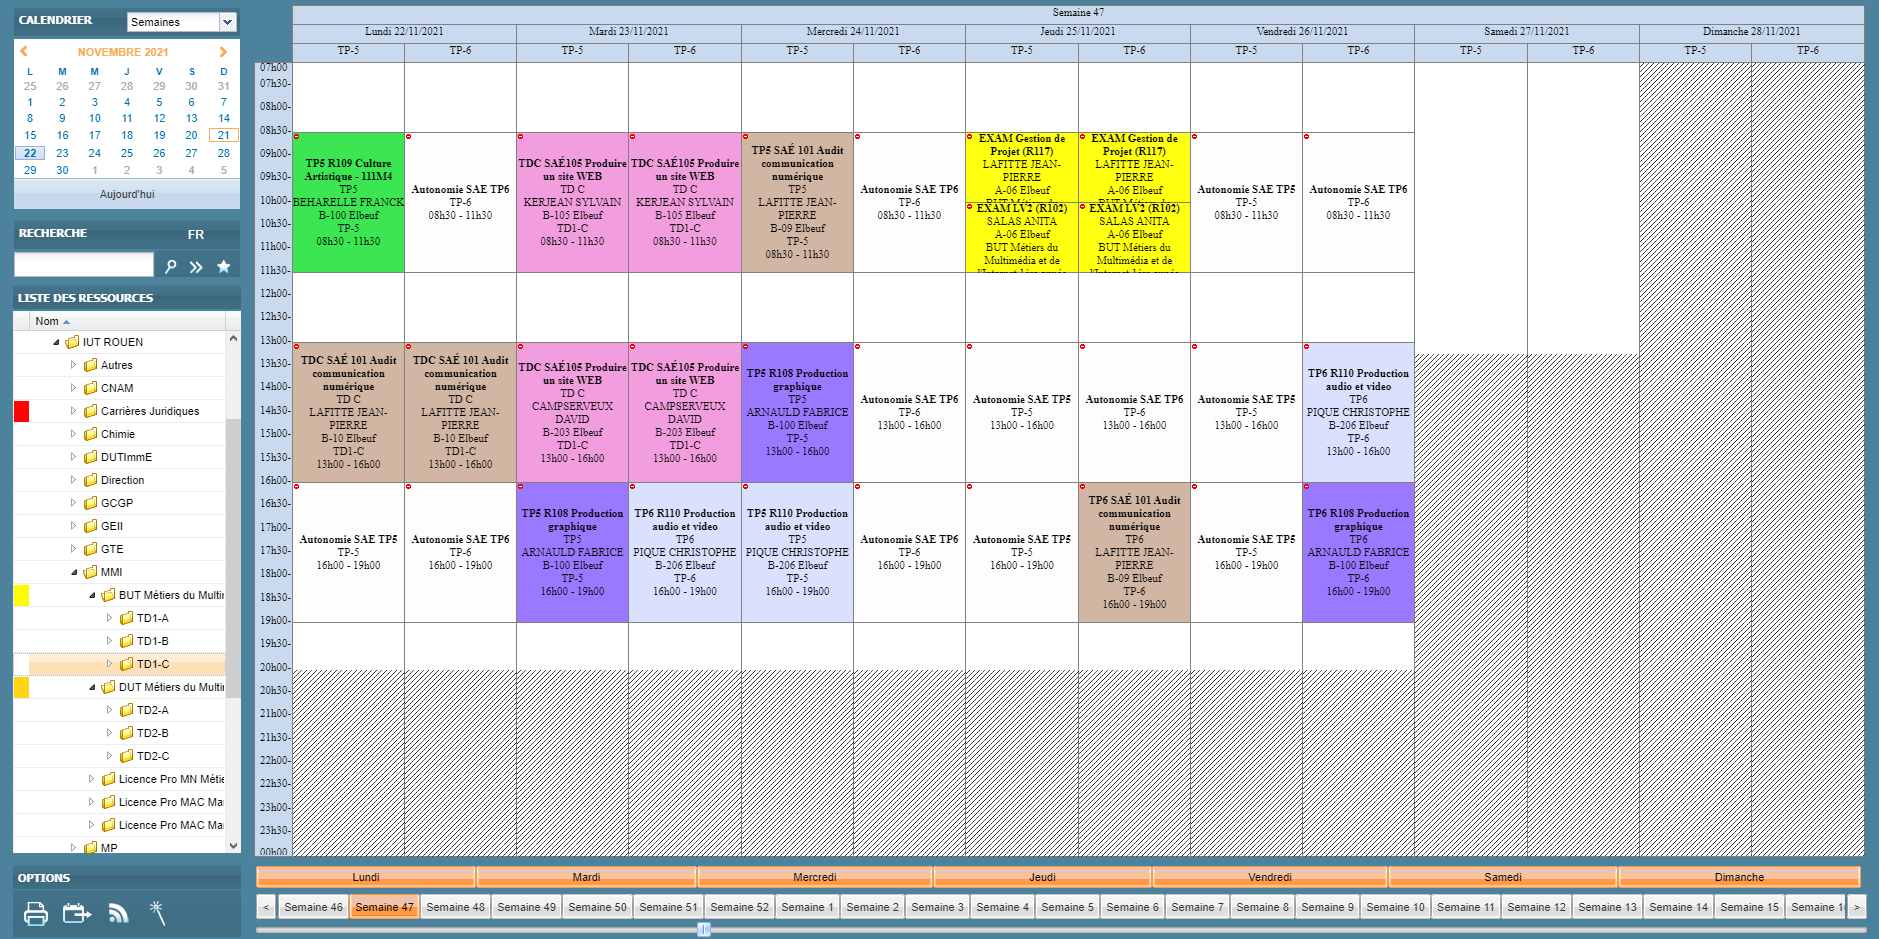 CALENDRIER
Semaines
NOVEMBRE 2021
L M M J V S D
25 26 27 28 29 30 31
1 2 3 4 5 6 7
8 9 10 11 12 13 14
15 16 17 18 19 20 21
22 23 24 25 26 27 28
29 30 1 2 3 4 5
Aujourd'hui
RECHERCHE FR
LISTE DES RESSOURCES
Nom
IUT ROUEN
Autres
CNAM
Carrières Juridiques
Chimie
DUTImmE
Direction
GCGP
GEII
GTE
MMI
BUT Métiers du Multi
TD1-A
TD1-B
TD1-C
DUT Métiers du Multi
TD2-A
TD2-B
TD2-C
Licence Pro MN Métie
Licence Pro MAC Ma
Licence Pro MAC Ma
MP
OPTIONS
Semaine 47
Lundi 22/11/2021 Mardi 23/11/2021 Mercredi 24/11/2021 Jeudi 25/11/2021 Vendredi 26/11/2021 Samedi 27/11/2021 Dimanche 28/11/2021
TP-5 TP-6 TP-5 TP-6 TP-5 TP-6 TP-5 TP-6 TP-5 TP-6 TP-5 TP-6 TP-5 TP-6
07h00
07h30-
08h00-
08h30-
09h00-
09h30-
10h00-
10h30-
11h00-
11h30-
12h00-
12h30-
13h00-
13h30-
14h00-
14h30-
15h00-
15h30-
16h00-
16h30-
17h00-
17h30-
18h00-
18h30-
19h00-
19h30-
20h00-
20h30-
21h00-
21h30-
22h00-
22h30-
23h00-
23h30-
00h00
TP5 R109 Culture
Artistique - 111M4
TP5
BEHARELLE FRANCK
B-100 Elbeuf
TP-5
08h30 - 11h30
Autonomie SAE TP6
TP-6
08h30 - 11h30
TDC SAÉ105 Produire
un site WEB
TD C
KERJEAN SYLVAIN
B-105 Elbeuf
TD1-C
08h30 - 11h30
TDC SAÉ105 Produire
un site WEB
TD C
KERJEAN SYLVAIN
B-105 Elbeuf
TD1-C
08h30 - 11h30
TP5 SAÉ 101 Audit
communication
numérique
TP5
LAFITTE JEAN-
PIERRE
B-09 Elbeuf
TP-5
08h30 - 11h30
Autonomie SAE TP6
TP-6
08h30 - 11h30
EXAM Gestion de
Projet (R117)
LAFITTE JEAN-
PIERRE
A-06 Elbeuf
BUT Métiers du
EXAM Gestion de
Projet (R117)
LAFITTE JEAN-
PIERRE
A-06 Elbeuf
BUT Métiers du
EXAM LV2 (R102)
SALAS ANITA
A-06 Elbeuf
BUT Métiers du
Multimédia et de
l'Internet 1ère année
EXAM LV2 (R102)
SALAS ANITA
A-06 Elbeuf
BUT Métiers du
Multimédia et de
l'Internet 1ère année
Autonomie SAE TP5
TP-5
08h30 - 11h30
Autonomie SAE TP6
TP-6
08h30 - 11h30
TDC SAÉ 101 Audit
communication
numérique
TD C
LAFITTE JEAN-
PIERRE
B-10 Elbeuf
TD1-C
13h00 - 16h00
TDC SAÉ 101 Audit
communication
numérique
TD C
LAFITTE JEAN-
PIERRE
B-10 Elbeuf
TD1-C
13h00 - 16h00
TDC SAÉ105 Produire
un site WEB
TD C
CAMPSERVEUX
DAVID
B-203 Elbeuf
TD1-C
13h00 - 16h00
TDC SAÉ105 Produire
un site WEB
TD C
CAMPSERVEUX
DAVID
B-203 Elbeuf
TD1-C
13h00 - 16h00
TP5 R108 Production
graphique
TP5
ARNAULD FABRICE
B-100 Elbeuf
TP-5
13h00 - 16h00
Autonomie SAE TP6
TP-6
13h00 - 16h00
Autonomie SAE TP5
TP-5
13h00 - 16h00
Autonomie SAE TP6
TP-6
13h00 - 16h00
Autonomie SAE TP5
TP-5
13h00 - 16h00
TP6 R110 Production
audio et video
TP6
PIQUE CHRISTOPHE
B-206 Elbeuf
TP-6
13h00 - 16h00
Autonomie SAE TP5
TP-5
16h00 - 19h00
Autonomie SAE TP6
TP-6
16h00 - 19h00
TP5 R108 Production
graphique
TP5
ARNAULD FABRICE
B-100 Elbeuf
TP-5
16h00 - 19h00
TP6 R110 Production
audio et video
TP6
PIQUE CHRISTOPHE
B-206 Elbeuf
TP-6
16h00 - 19h00
TP5 R110 Production
audio et video
TP5
PIQUE CHRISTOPHE
B-206 Elbeuf
TP-5
16h00 - 19h00
Autonomie SAE TP6
TP-6
16h00 - 19h00
Autonomie SAE TP5
TP-5
16h00 - 19h00
TP6 SAÉ 101 Audit
communication
numérique
TP6
LAFITTE JEAN-
PIERRE
B-09 Elbeuf
TP-6
16h00 - 19h00
Autonomie SAE TP5
TP-5
16h00 - 19h00
TP6 R108 Production
graphique
TP6
ARNAULD FABRICE
B-100 Elbeuf
TP-6
16h00 - 19h00
Lundi Mardi Mercredi Jeudi Vendredi Samedi Dimanche
< Semaine 46 Semaine 47 Semaine 48 Semaine 49 Semaine 50 Semaine 51 Semaine 52 Semaine 1 Semaine 2 Semaine 3 Semaine 4 Semaine 5 Semaine 6 Semaine 7 Semaine 8 Semaine 9 Semaine 10 Semaine 11 Semaine 12 Semaine 13 Semaine 14 Semaine 15 Semaine 1 >